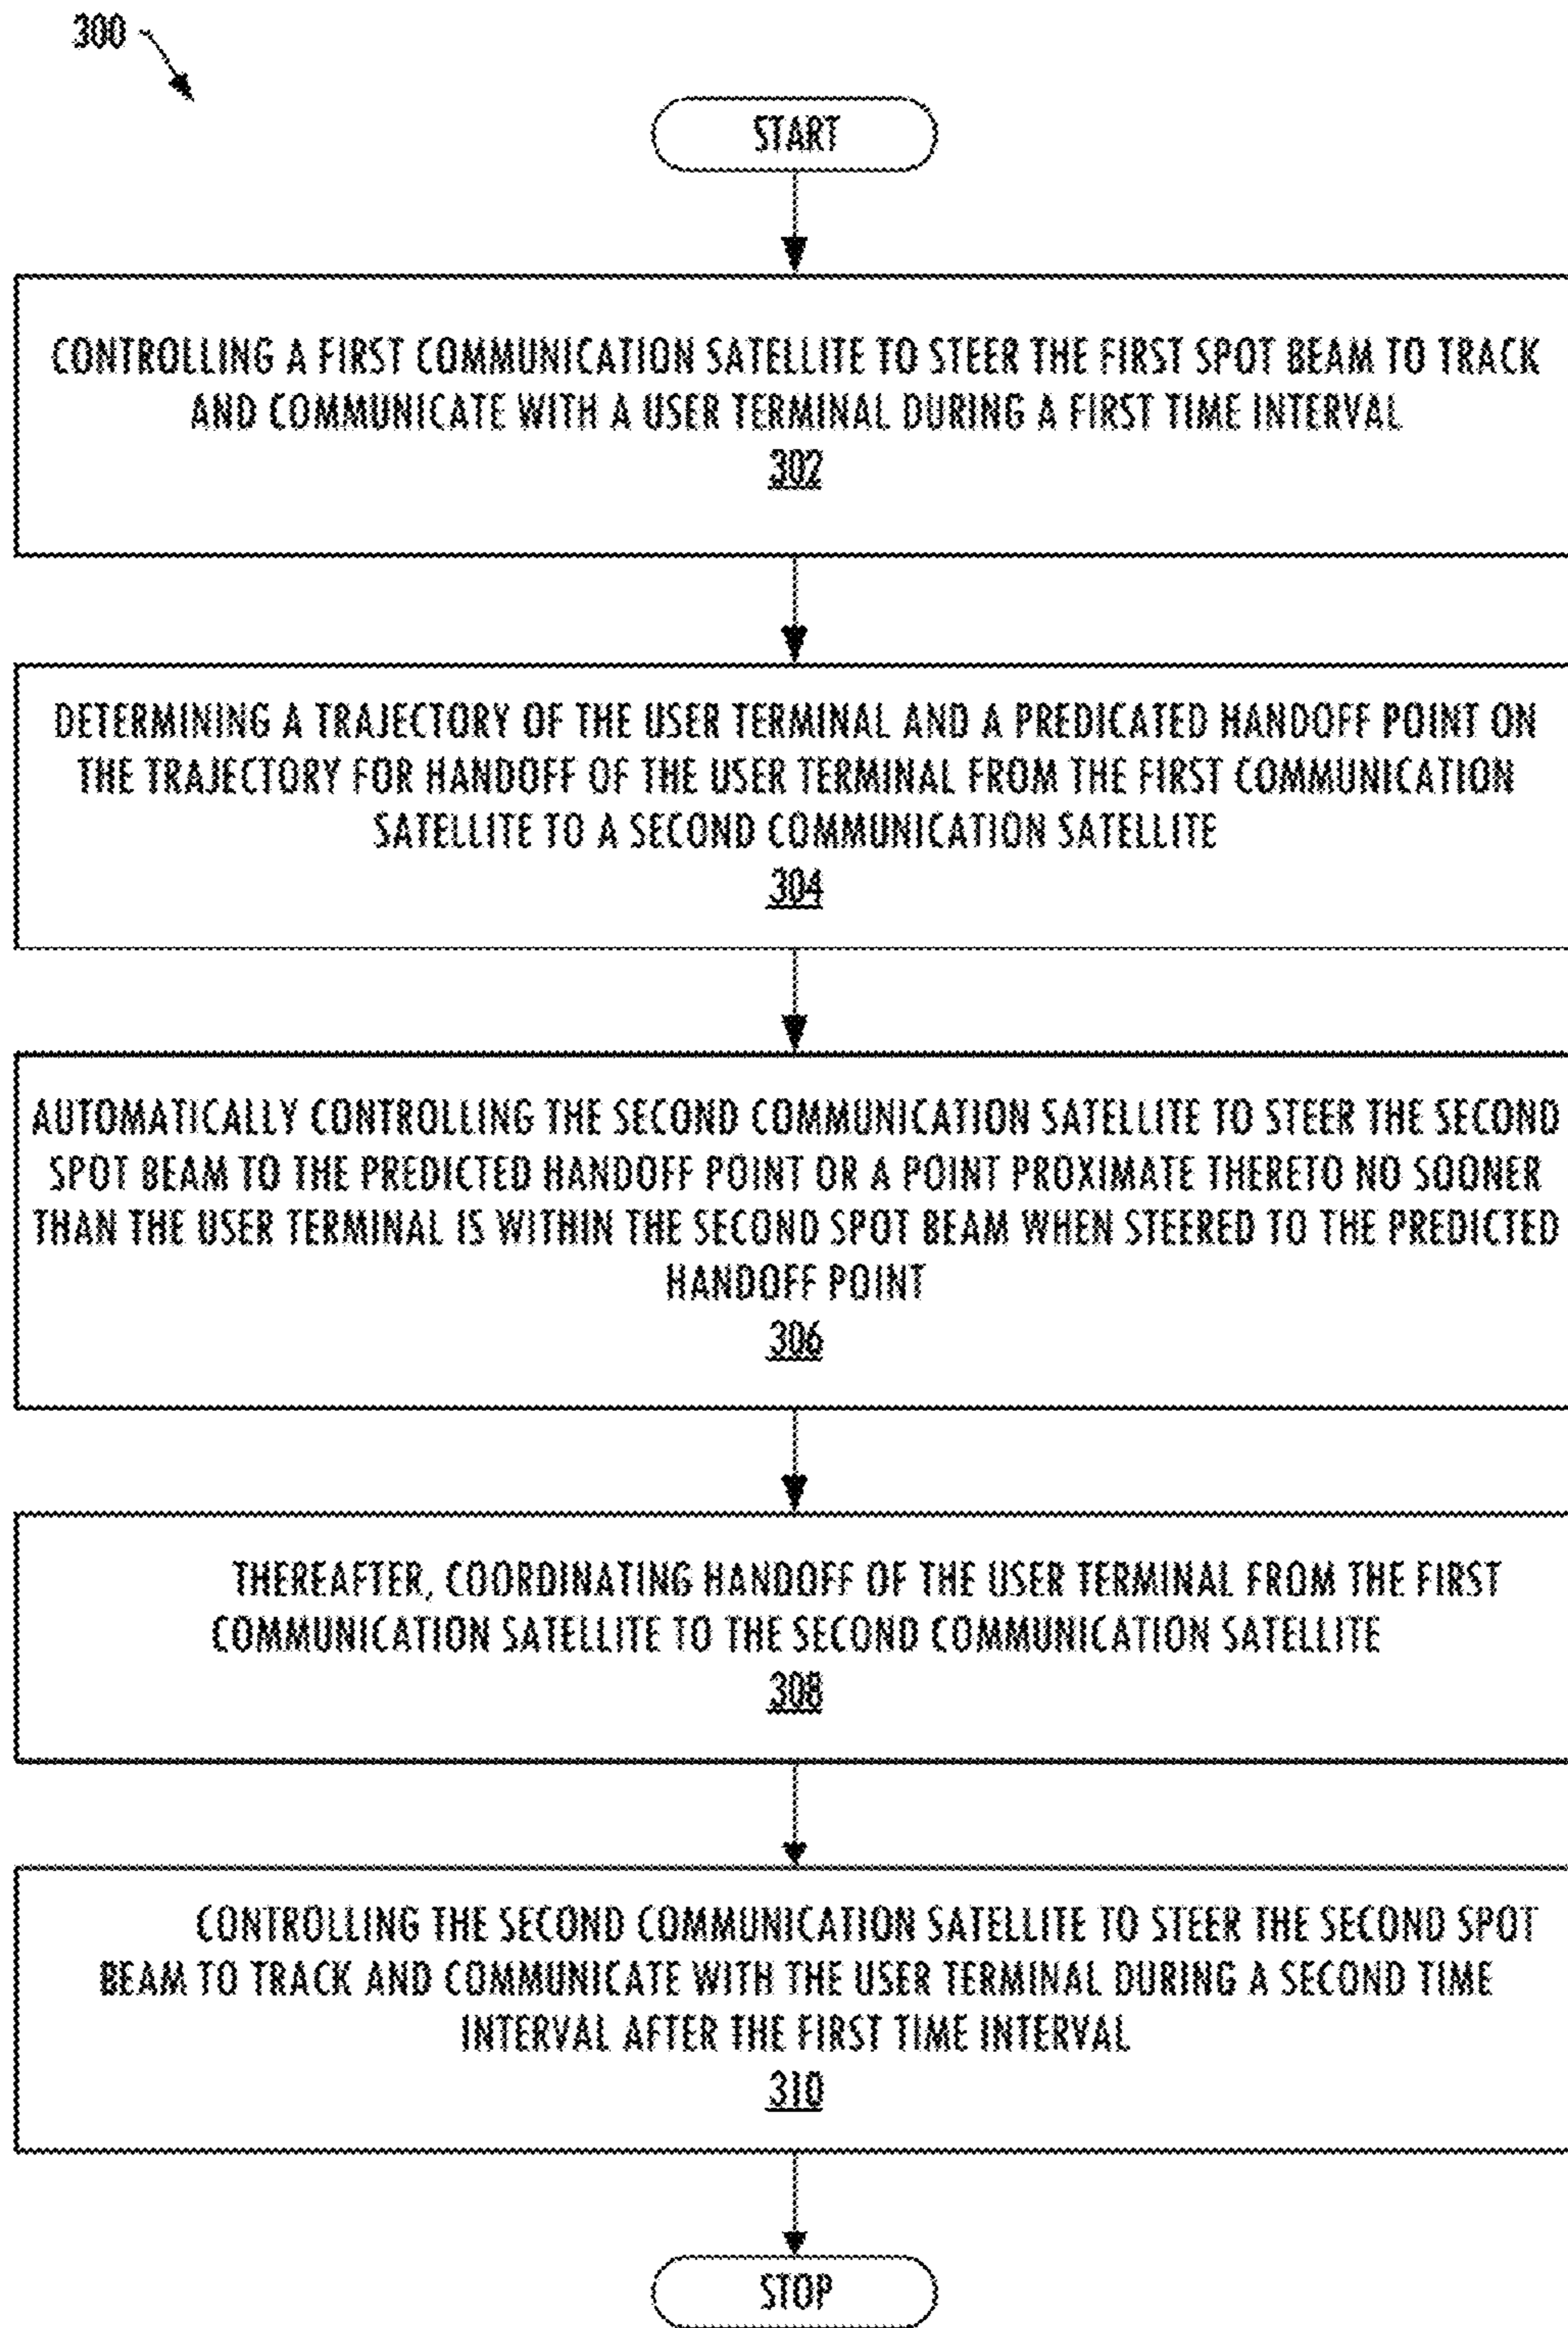 300
START
CONTROLLING A FIRST COMMUNICATION SATELLITE TO STEER THE FIRST SPOT BEAM TO TRACK
AND COMMUNICATE WITH A USER TERMINAL DURING A FIRST TIME INTERVAL
302
DETERMINING A TRAJECTORY OF THE USER TERMINAL AND A PREDICATED HANDOFF POINT ON
THE TRAJECTORY FOR HANDOFF OF THE USER TERMINAL FROM THE FIRST COMMUNICATION
SATELLITE TO A SECOND COMMUNICATION SATELLITE
304
AUTOMATICALLY CONTROLLING THE SECOND COMMUNICATION SATELLITE TO STEER THE SECOND
SPOT BEAM TO THE PREDICTED HANDOFF POINT OR A POINT PROXIMATE THERETO NO SOONER
THAN THE USER TERMINAL IS WITHIN THE SECOND SPOT BEAM WHEN STEERED TO THE PREDICTED
HANDOFF POINT
306
THEREAFTER, COORDINATING HANDOFF OF THE USER TERMINAL FROM THE FIRST
COMMUNICATION SATELLITE TO THE SECOND COMMUNICATION SATELLITE
308
CONTROLLING THE SECOND COMMUNICATION SATELLITE TO STEER THE SECOND SPOT
BEAM TO TRACK AND COMMUNICATE WITH THE USER TERMINAL DURING A SECOND TIME
INTERVAL AFTER THE FIRST TIME INTERVAL
310
STOP